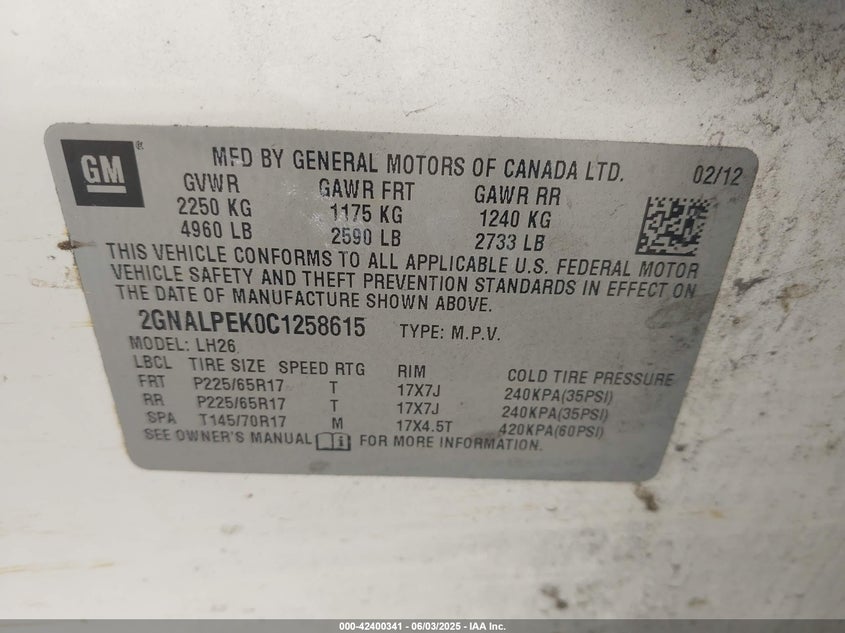 GM ®
MFD BY GENERAL MOTORS OF CANADA LTD. 02/12
GVWR GAWR FRT GAWR RR
2250 KG 1175 KG 1240 KG
4960 LB 2590 LB 2733 LB
THIS VEHICLE CONFORMS TO ALL APPLICABLE U.S. FEDERAL MOTOR
VEHICLE SAFETY AND THEFT PREVENTION STANDARDS IN EFFECT ON
THE DATE OF MANUFACTURE SHOWN ABOVE.
2GNALPEK0C1258615 TYPE: M.P.V.
MODEL: LH26
LBCL TIRE SIZE SPEED RTG RIM COLD TIRE PRESSURE
FRT P225/65R17 T 17X7J 240KPA(35PSI)
RR P225/65R17 T 17X7J 240KPA(35PSI)
SPA T145/70R17 M 17X4.5T 420KPA(60PSI)
SEE OWNER'S MANUAL FOR MORE INFORMATION.
000-42400341 - 06/03/2025 - IAA Inc.